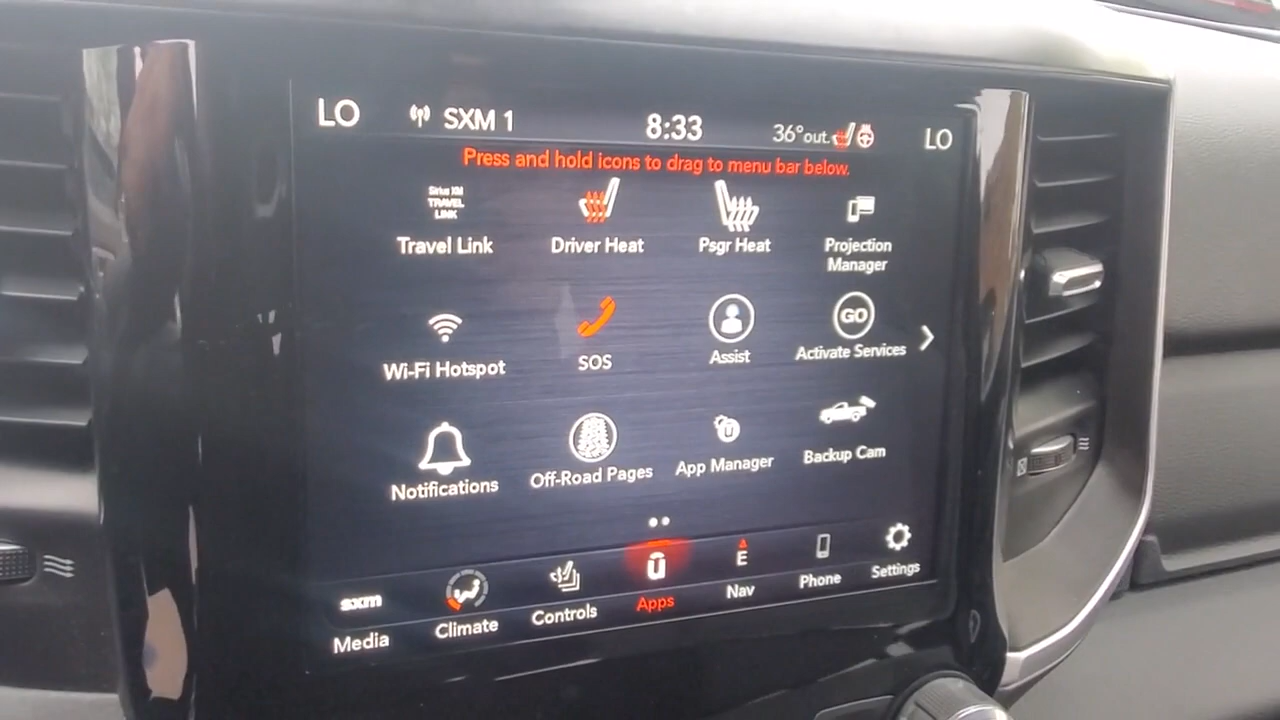 LO SXM 1 8:33 36°out. LO
Press and hold icons to drag to menu bar below.
Sirius XM
TRAVEL
LINK
Travel Link
Driver Heat
Psgr Heat
Projection
Manager
Wi-Fi Hotspot
SOS
Assist
GO
Activate Services
Notifications
Off-Road Pages
App Manager
Backup Cam
sxm
Media
Climate
Controls
Apps
E
Nav
Phone
Settings